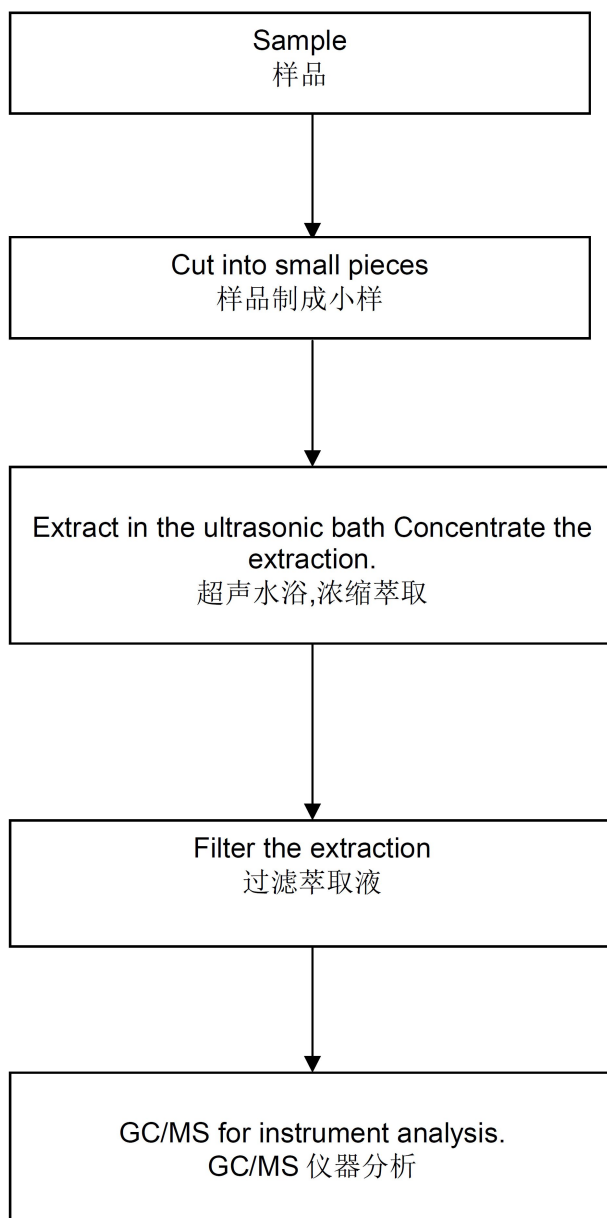 Sample
样品
Cut into small pieces
样品制成小样
Extract in the ultrasonic bath Concentrate the
extraction.
超声水浴,浓缩萃取
Filter the extraction
过滤萃取液
GC/MS for instrument analysis.
GC/MS 仪器分析